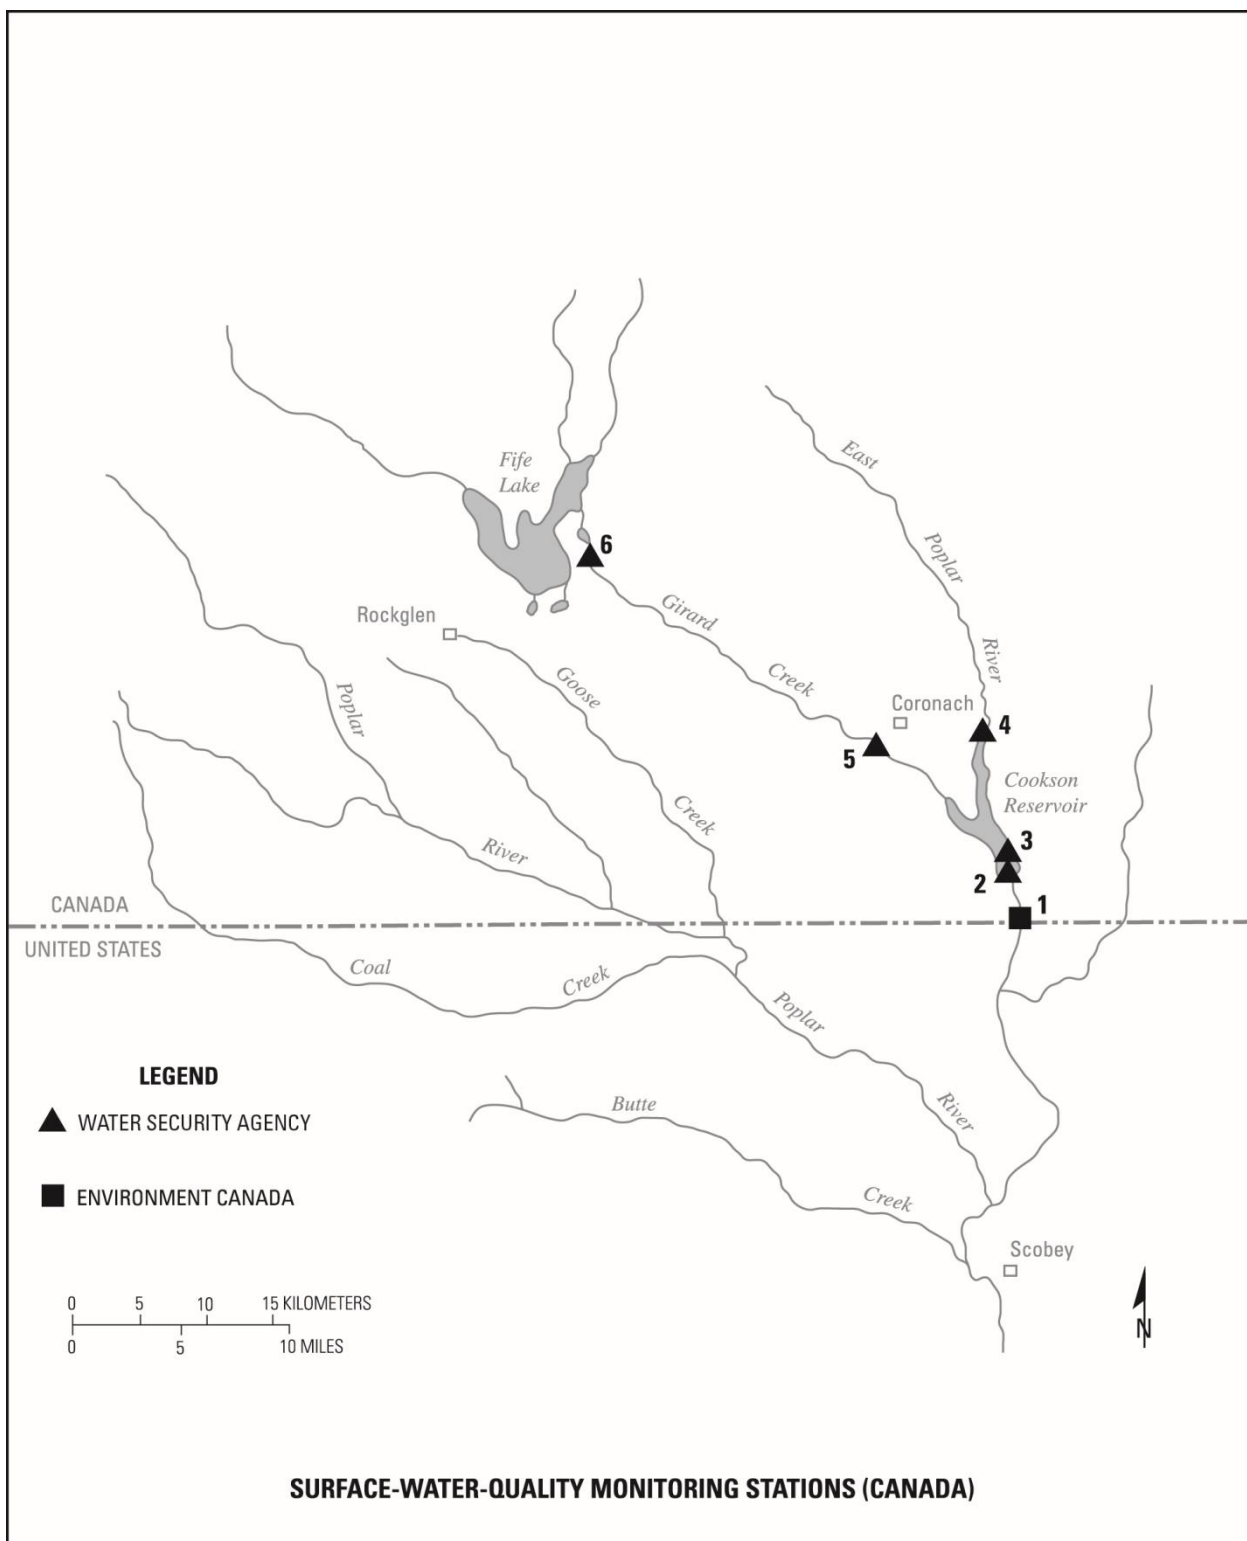 Fife
Lake
East
Poplar
River
6
Girard
Creek
Rockglen
Goose
Creek
Poplar
River
Coronach
4
5
Cookson
Reservoir
3
2
1
CANADA
UNITED STATES
Coal
Creek
Poplar
River
Butte
Creek
Scobey
LEGEND
WATER SECURITY AGENCY
ENVIRONMENT CANADA
0 5 10 15 KILOMETERS
0 5 10 MILES
N
SURFACE-WATER-QUALITY MONITORING STATIONS (CANADA)